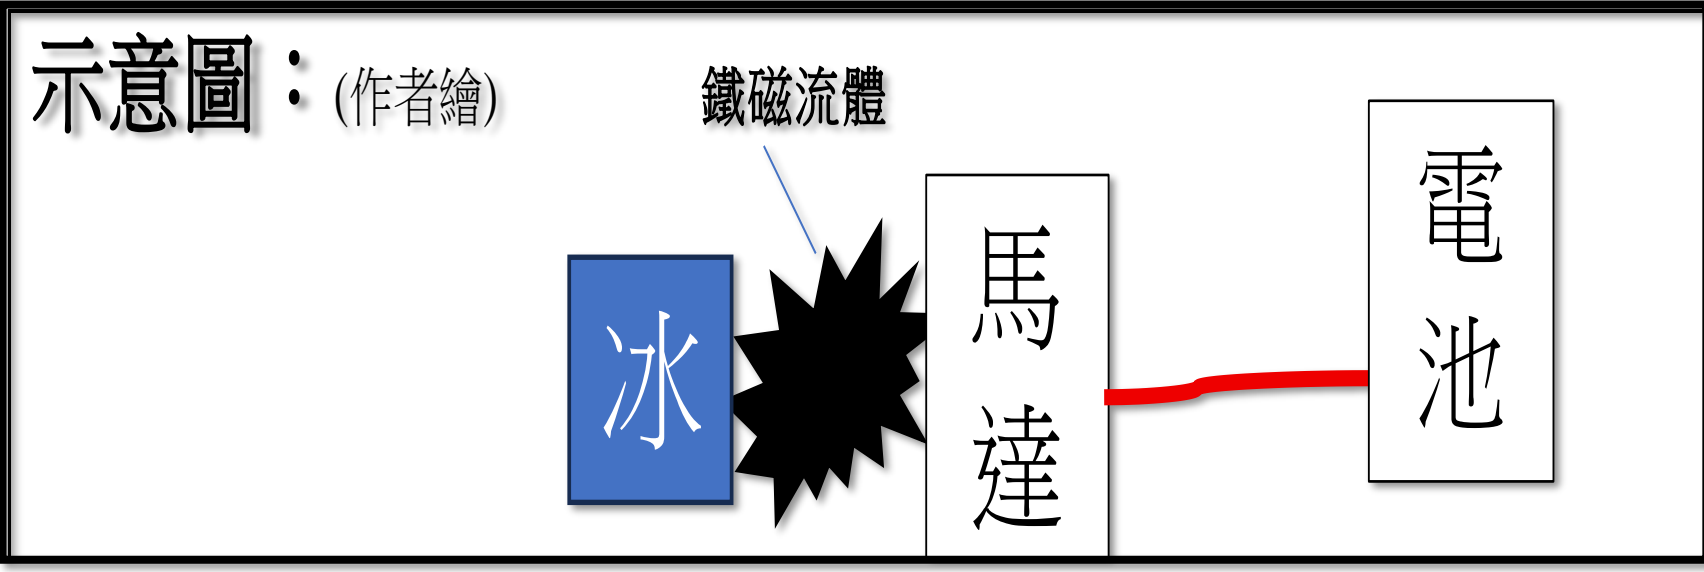 示意圖：(作者繪)
鐵磁流體
冰
馬達
電池